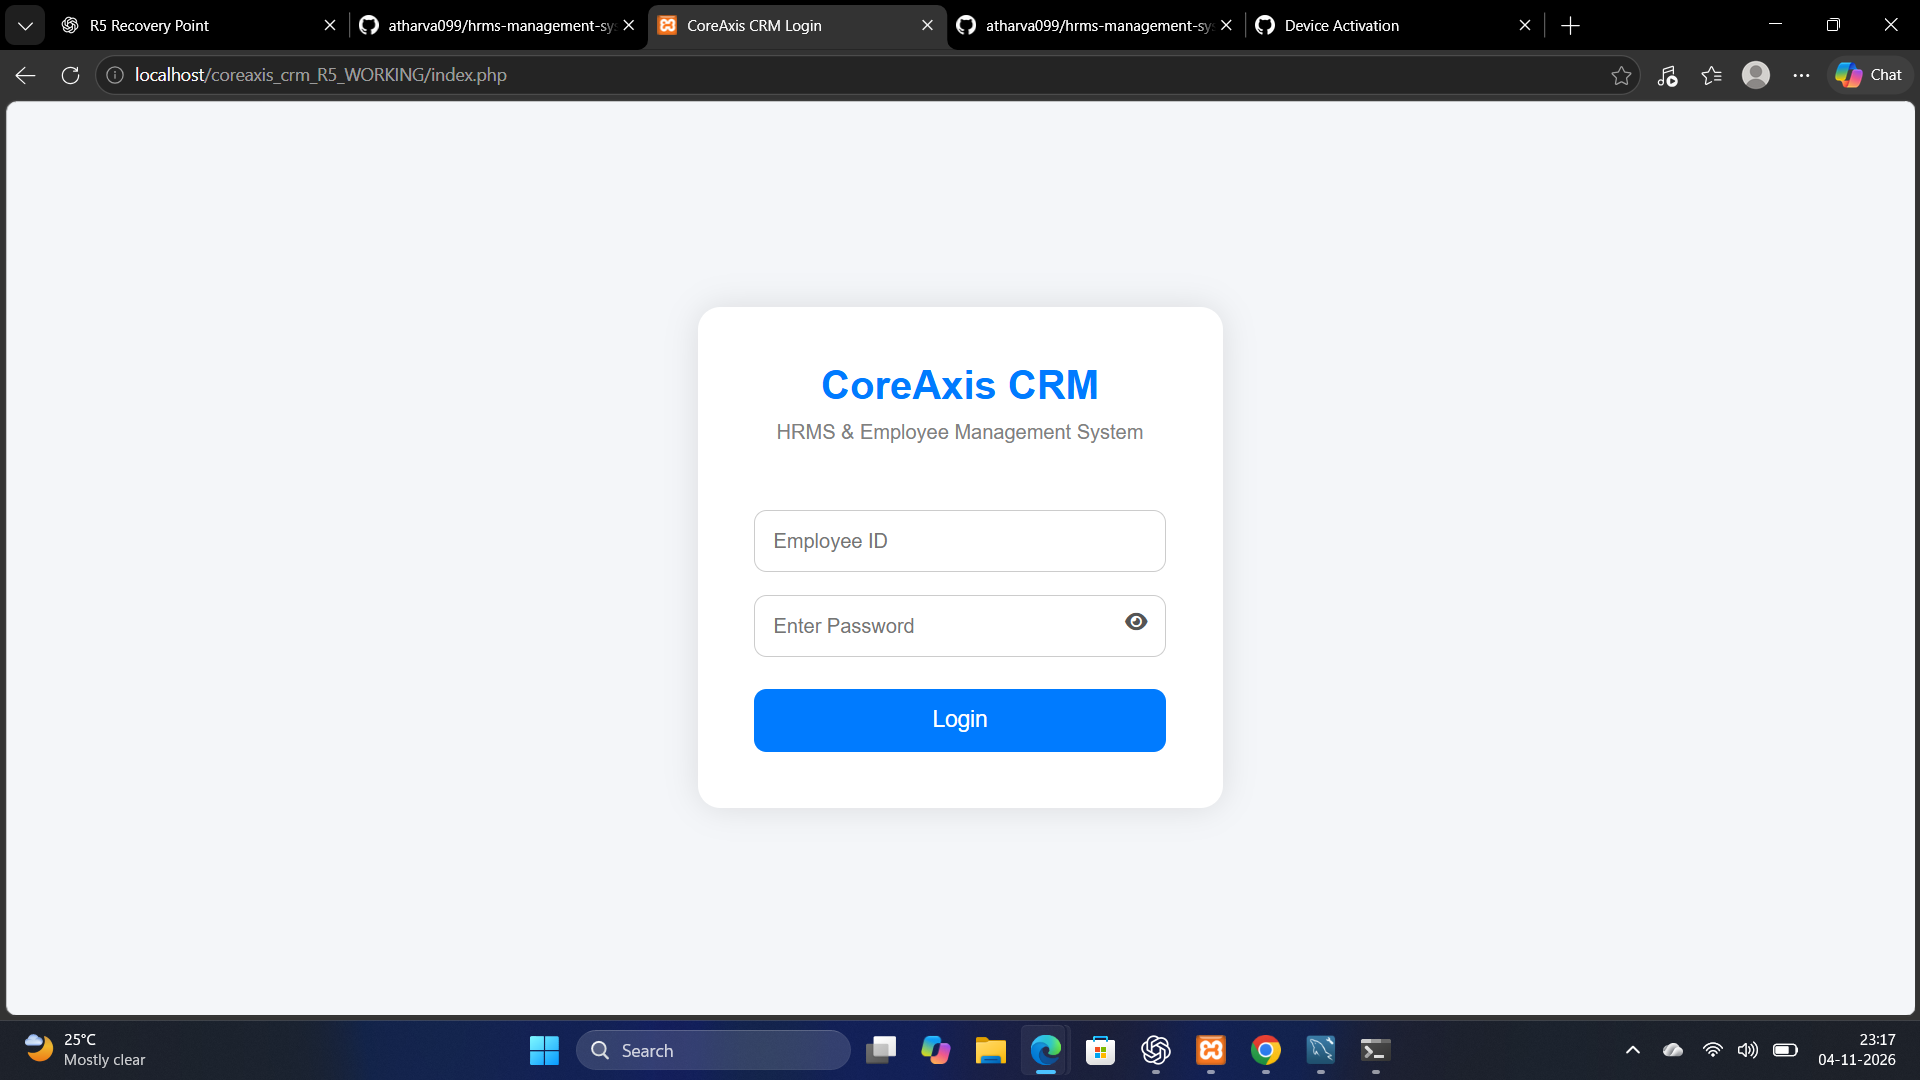 R5 Recovery Point
atharva099/hrms-management-sy
CoreAxis CRM Login
atharva099/hrms-management-sy
Device Activation
localhost/coreaxis_crm_R5_WORKING/index.php
Chat
CoreAxis CRM
HRMS & Employee Management System
Employee ID
Enter Password
Login
25°C
Mostly clear
Search
23:17
04-11-2026